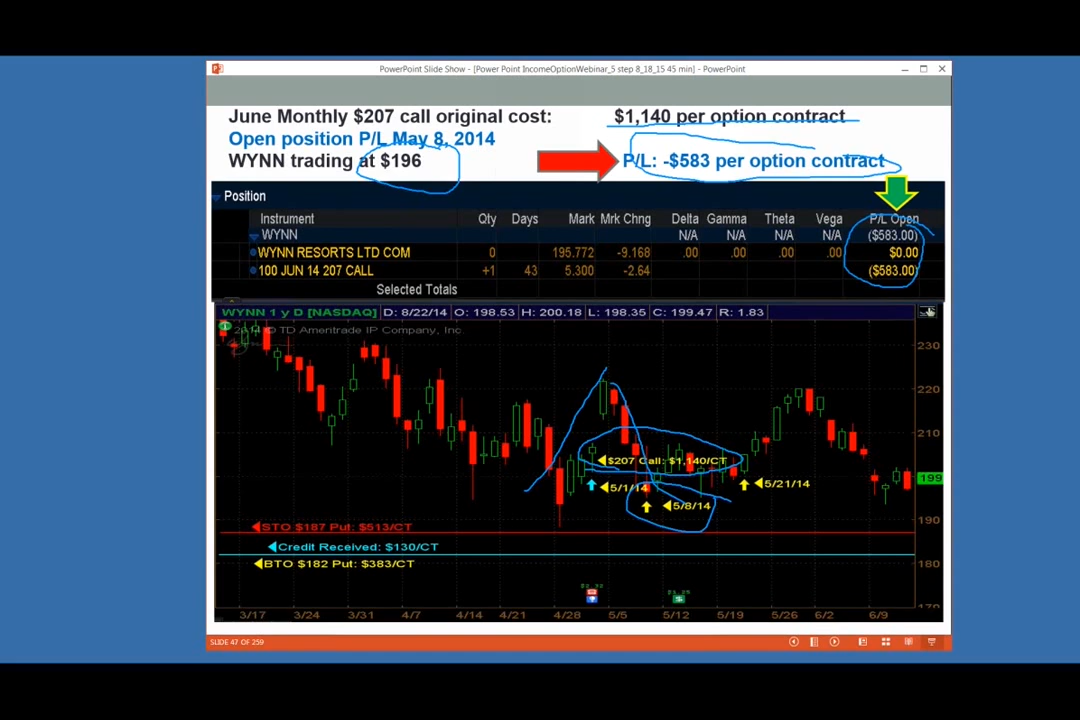 PowerPoint Slide Show - [Power Point IncomeOptionWebinar_5 step 8_18_15 45 min] - PowerPoint
June Monthly $207 call original cost: $1,140 per option contract
Open position P/L May 8, 2014
WYNN trading at $196 P/L: -$583 per option contract
Position
Instrument Qty Days Mark Mrk Chng Delta Gamma Theta Vega P/L Open
WYNN N/A N/A N/A N/A ($583.00)
WYNN RESORTS LTD COM 0 195.772 -9.168 .00 .00 .00 .00 $0.00
100 JUN 14 207 CALL +1 43 5.300 -2.64 ($583.00)
Selected Totals
WYNN 1 y D [NASDAQ] D: 8/22/14 O: 198.53 H: 200.18 L: 198.35 C: 199.47 R: 1.83
1
© TD Ameritrade IP Company, Inc.
230
220
210
$207 Call: $1,140/CT
199
5/1/14 5/21/14
5/8/14
190
STO $187 Put: $513/CT
Credit Received: $130/CT
BTO $182 Put: $383/CT
180
170
3/17 3/24 3/31 4/7 4/14 4/21 4/28 5/5 5/12 5/19 5/26 6/2 6/9
SLIDE 47 OF 259